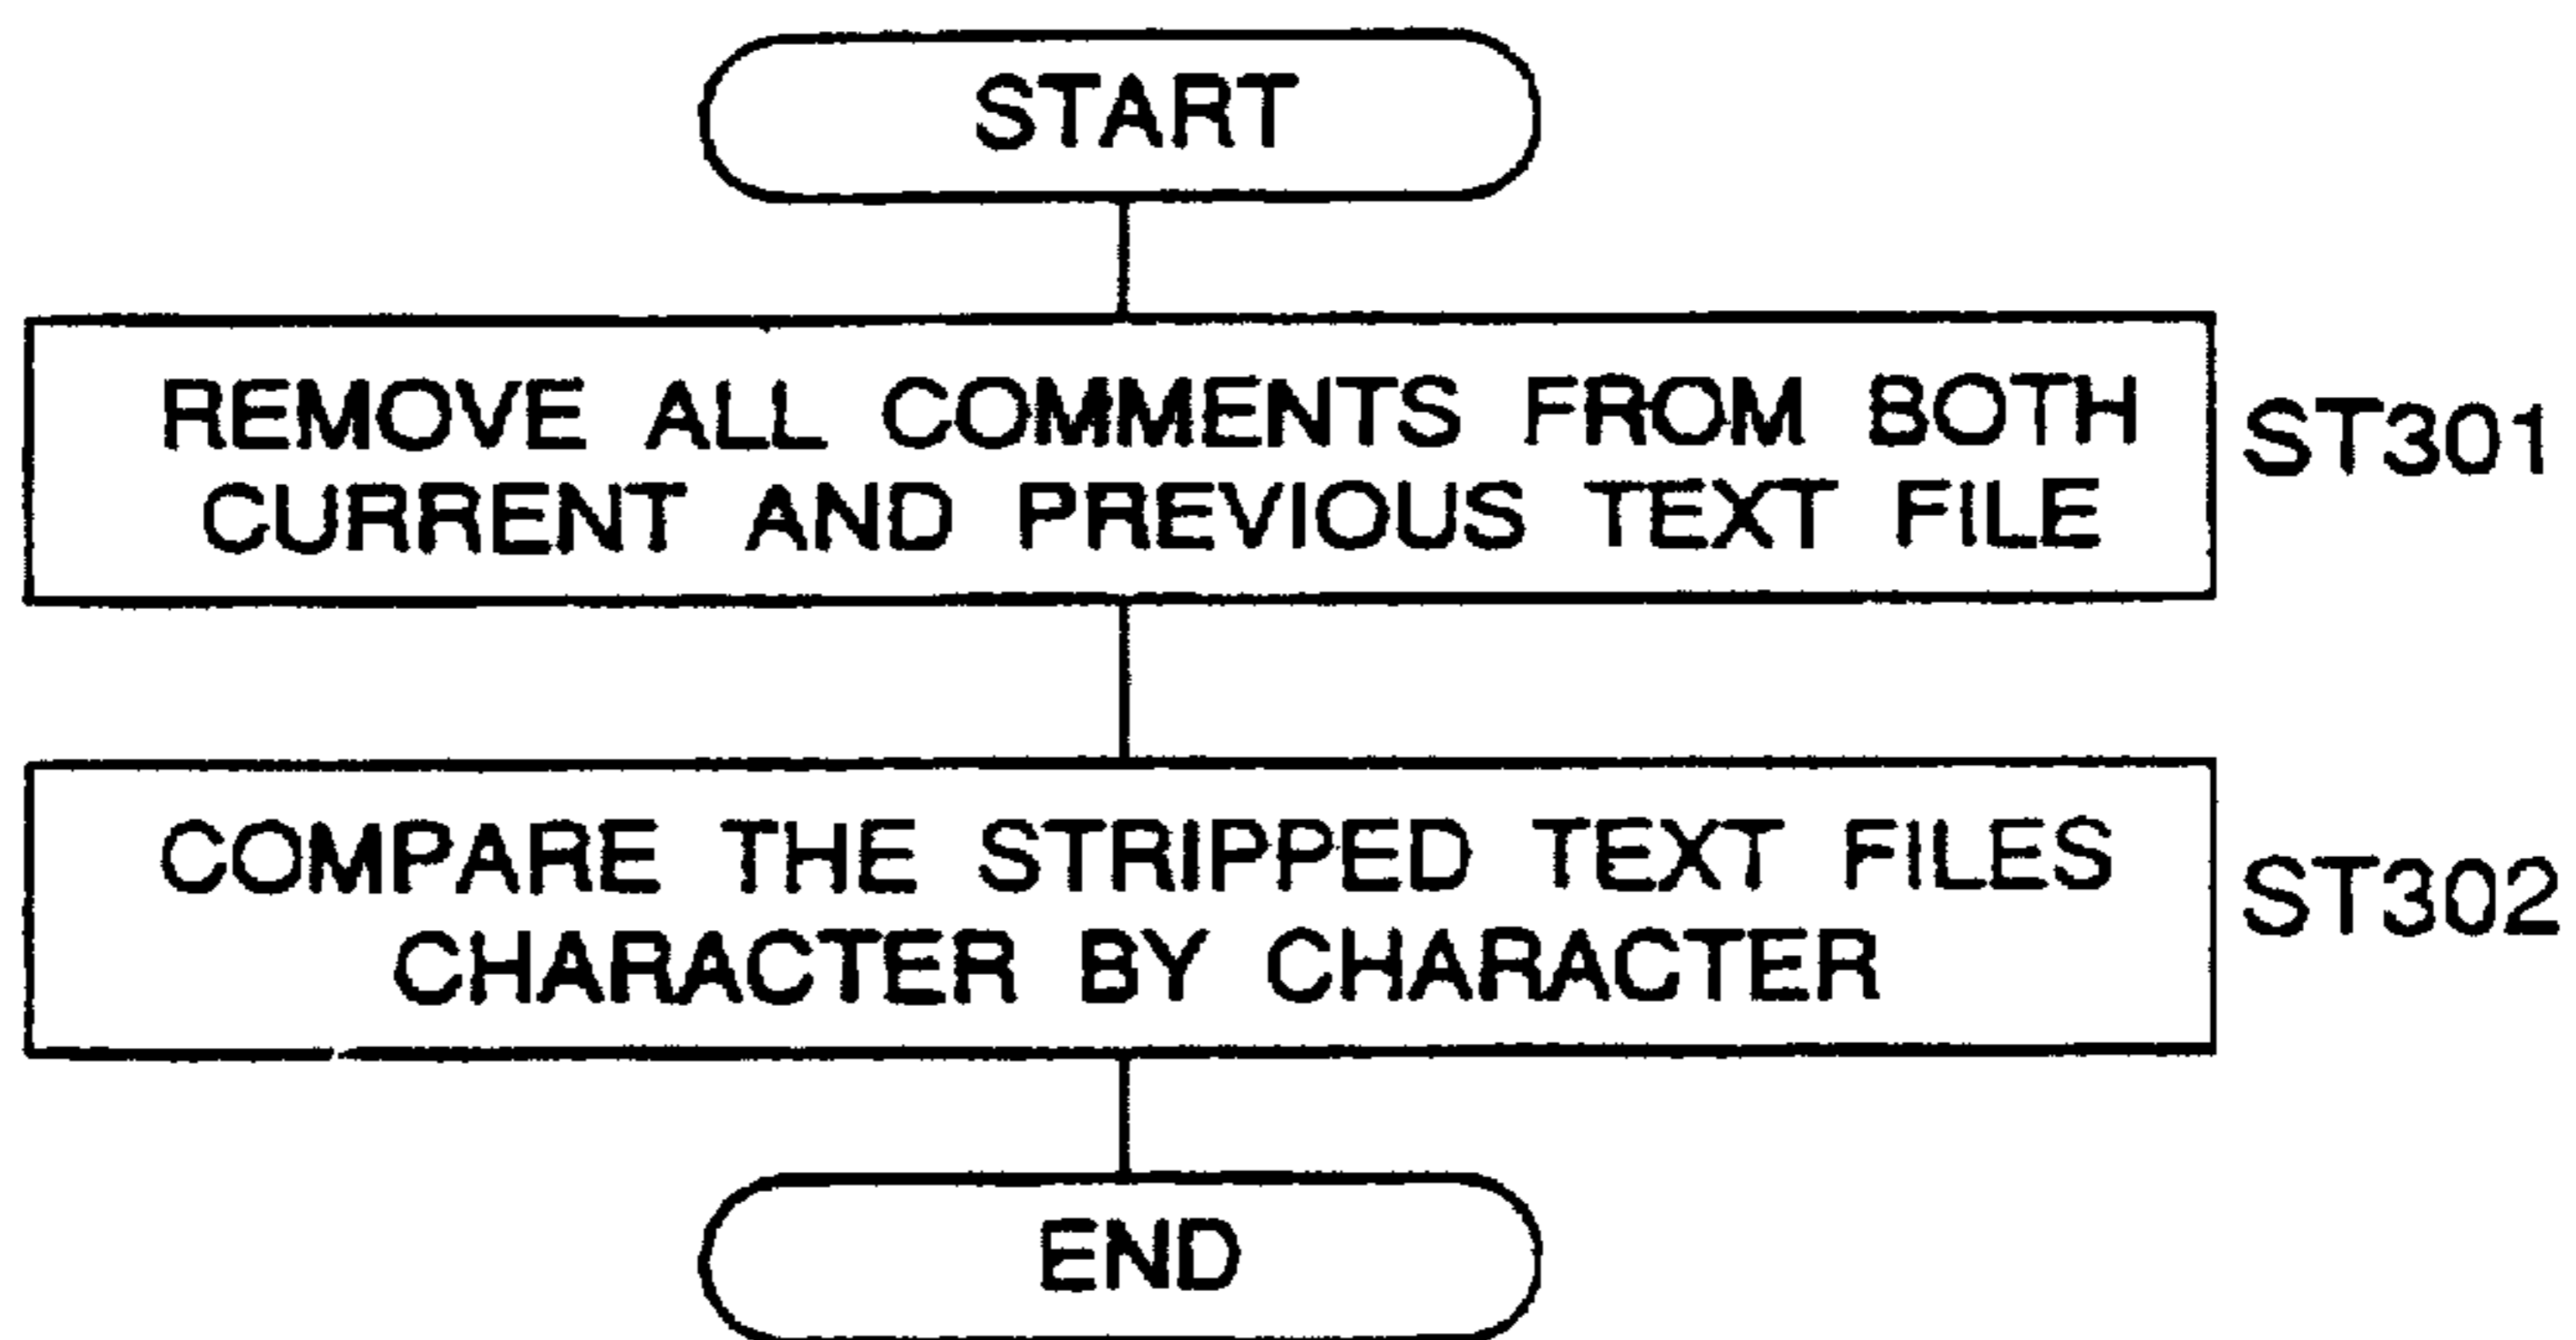 START
REMOVE ALL COMMENTS FROM BOTH
CURRENT AND PREVIOUS TEXT FILE
ST301
COMPARE THE STRIPPED TEXT FILES
CHARACTER BY CHARACTER
ST302
END